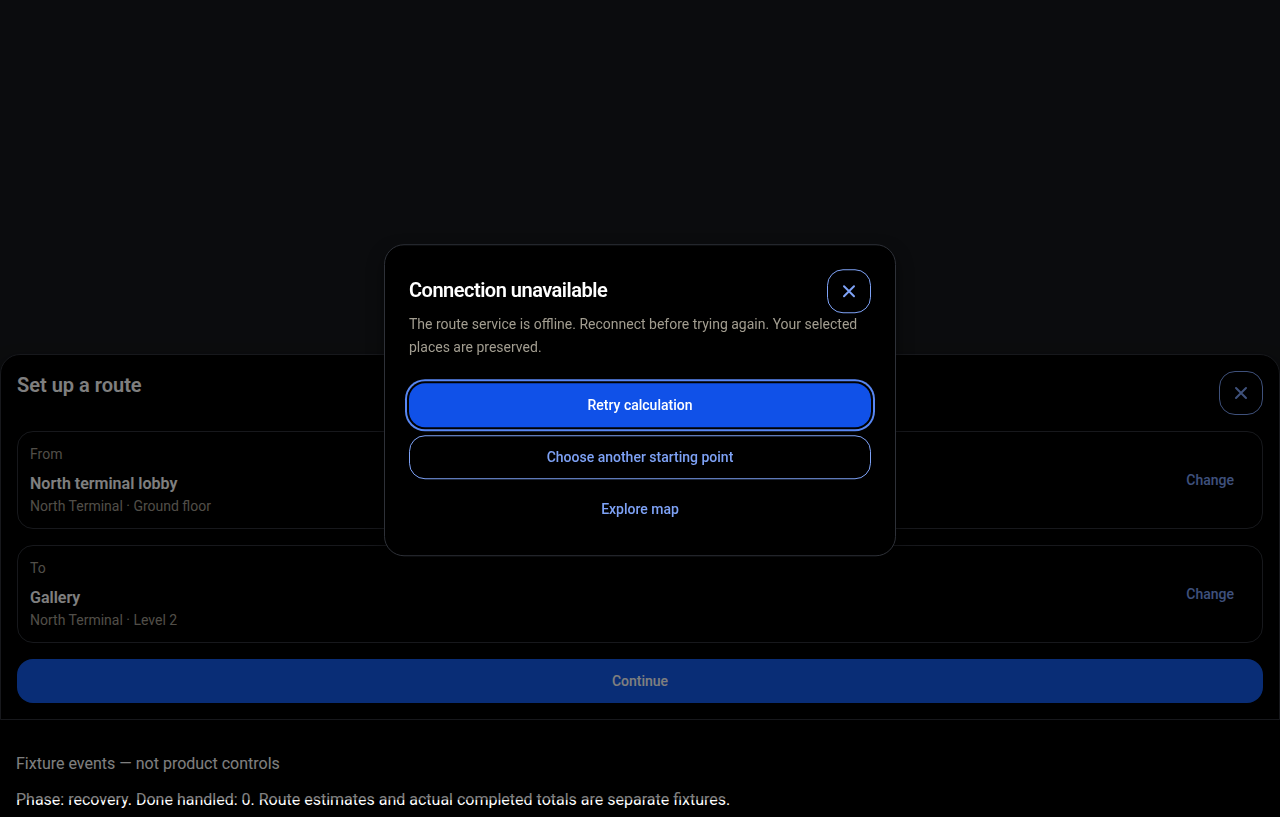 Connection unavailable
The route service is offline. Reconnect before trying again. Your selected
places are preserved.
Retry calculation
Choose another starting point
Explore map
Set up a route
From
North terminal lobby
North Terminal · Ground floor
Change
To
Gallery
North Terminal · Level 2
Change
Continue
Fixture events — not product controls
Phase: recovery. Done handled: 0. Route estimates and actual completed totals are separate fixtures.